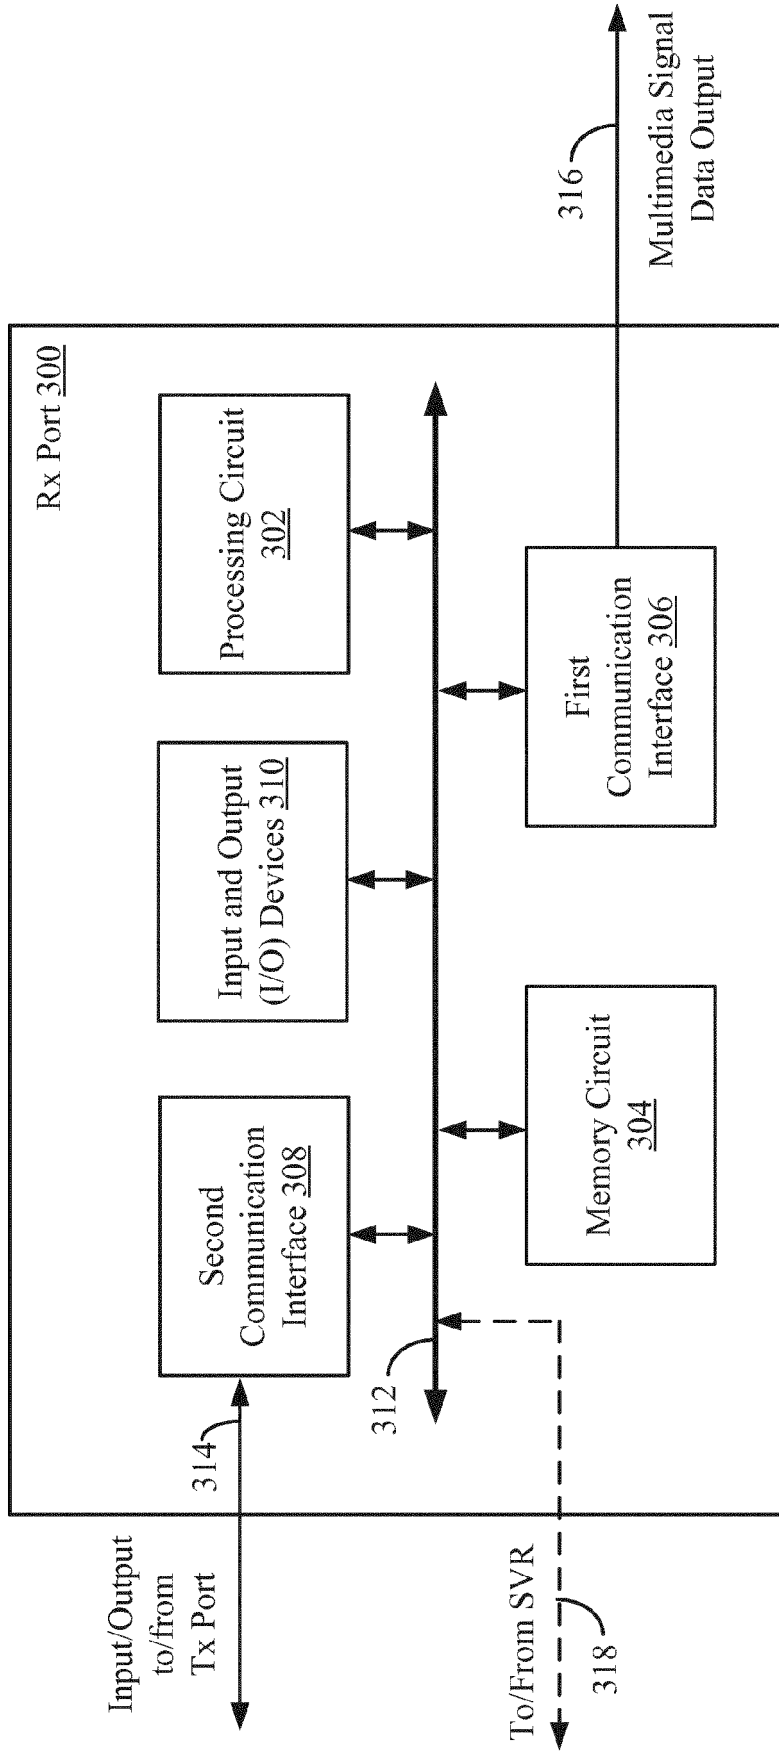 Rx Port 300
Input/Output
to/from
Tx Port
314
Second
Communication
Interface 308
Input and Output
(I/O) Devices 310
Processing Circuit
302
312
To/From SVR
318
Memory Circuit
304
First
Communication
Interface 306
316
Multimedia Signal
Data Output